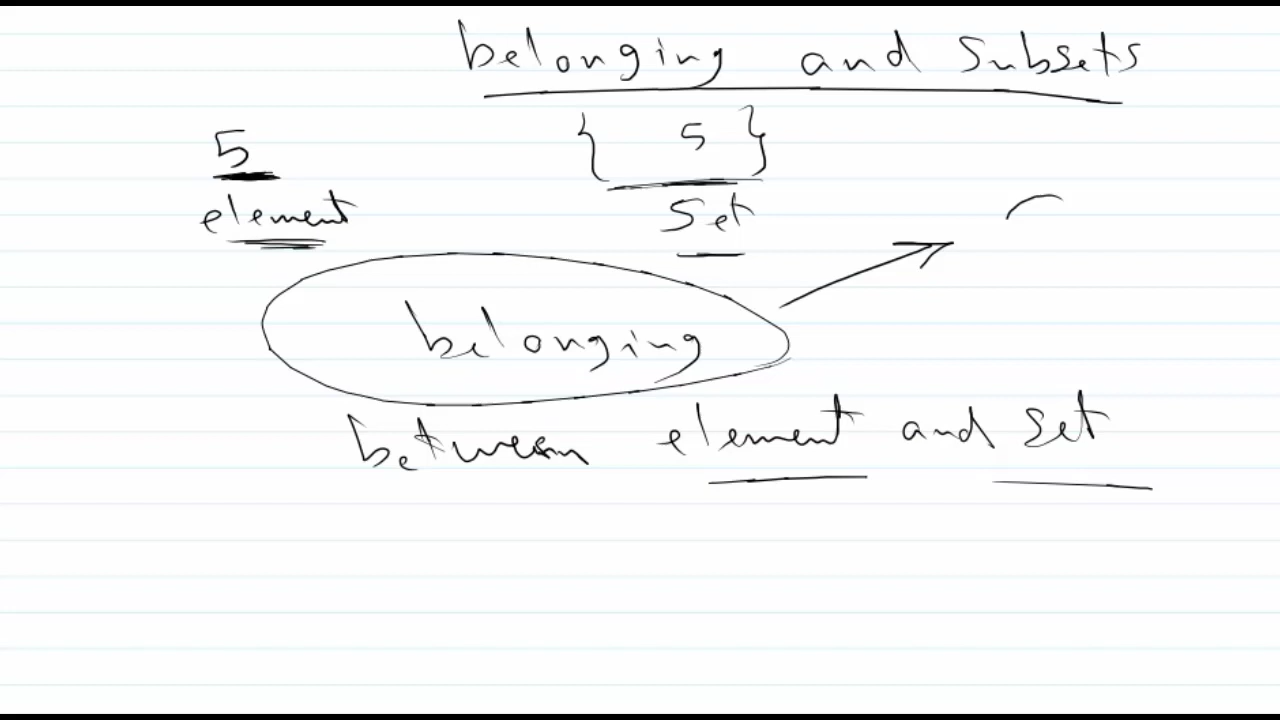 belonging and subsets
5 { 5 }
element set
belonging
between element and set